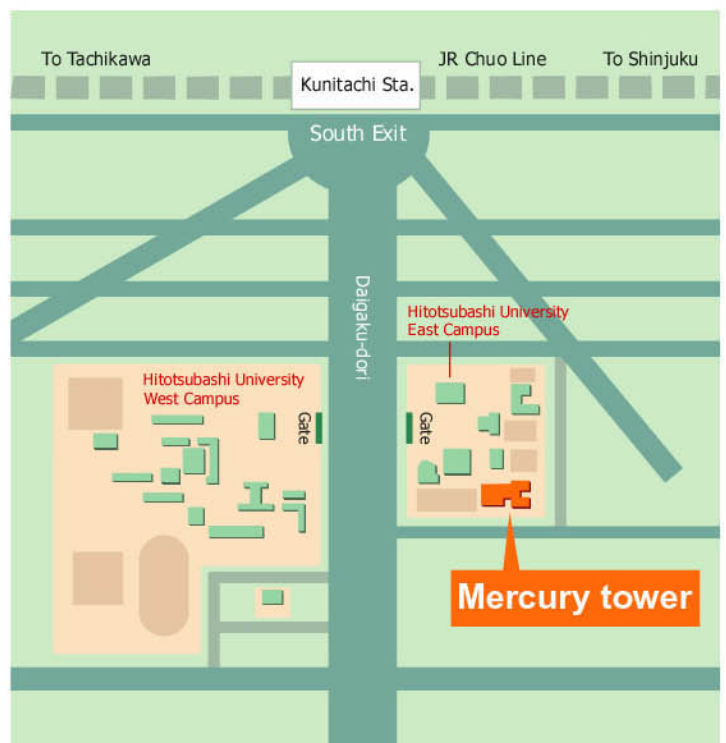 To Tachikawa
JR Chuo Line
To Shinjuku
Kunitachi Sta.
South Exit
Daigaku-dori
Hitotsubashi University
East Campus
Hitotsubashi University
West Campus
Gate
Gate
Mercury tower